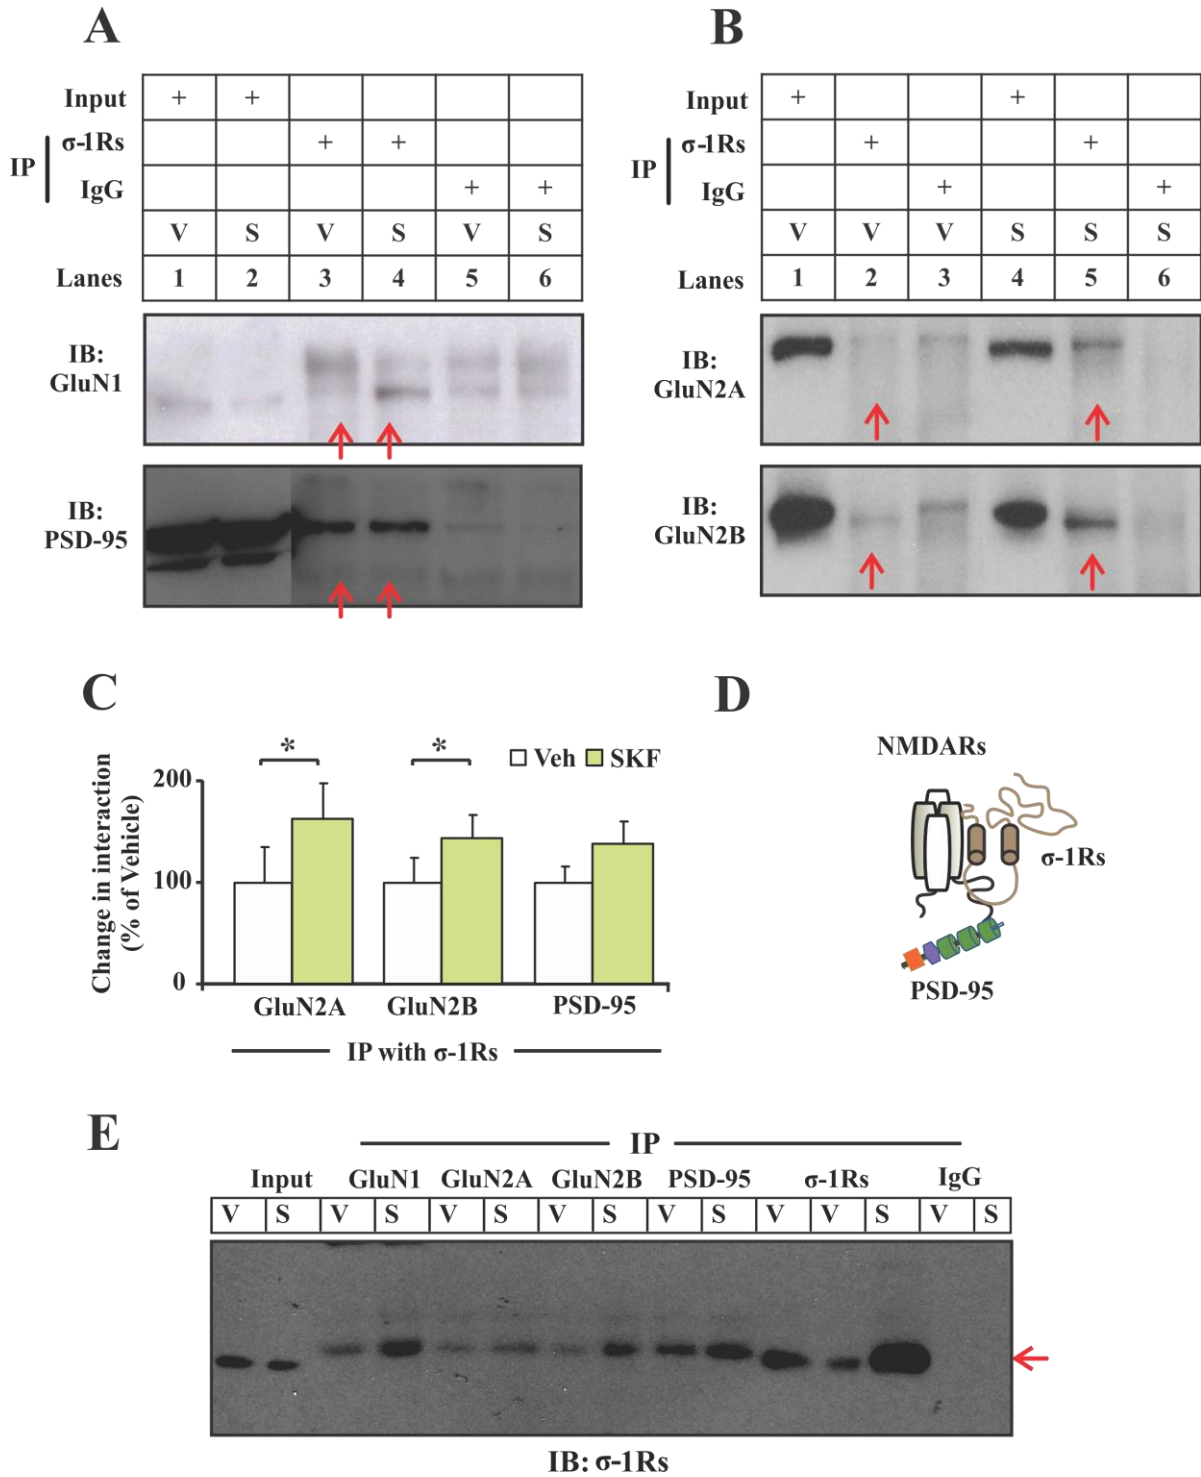 A
Input + +
IP
σ-1Rs + +
IgG + +
V S V S V S
Lanes 1 2 3 4 5 6
IB:
GluN1
IB:
PSD-95
B
Input + +
IP
σ-1Rs + +
IgG + +
V V V S S S
Lanes 1 2 3 4 5 6
IB:
GluN2A
IB:
GluN2B
C
Veh SKF
* *
Change in interaction
(% of Vehicle)
200
100
0
GluN2A GluN2B PSD-95
IP with σ-1Rs
D
NMDARs
σ-1Rs
PSD-95
E
IP
Input GluN1 GluN2A GluN2B PSD-95 σ-1Rs IgG
V S V S V S V S V S V V S V S
IB: σ-1Rs